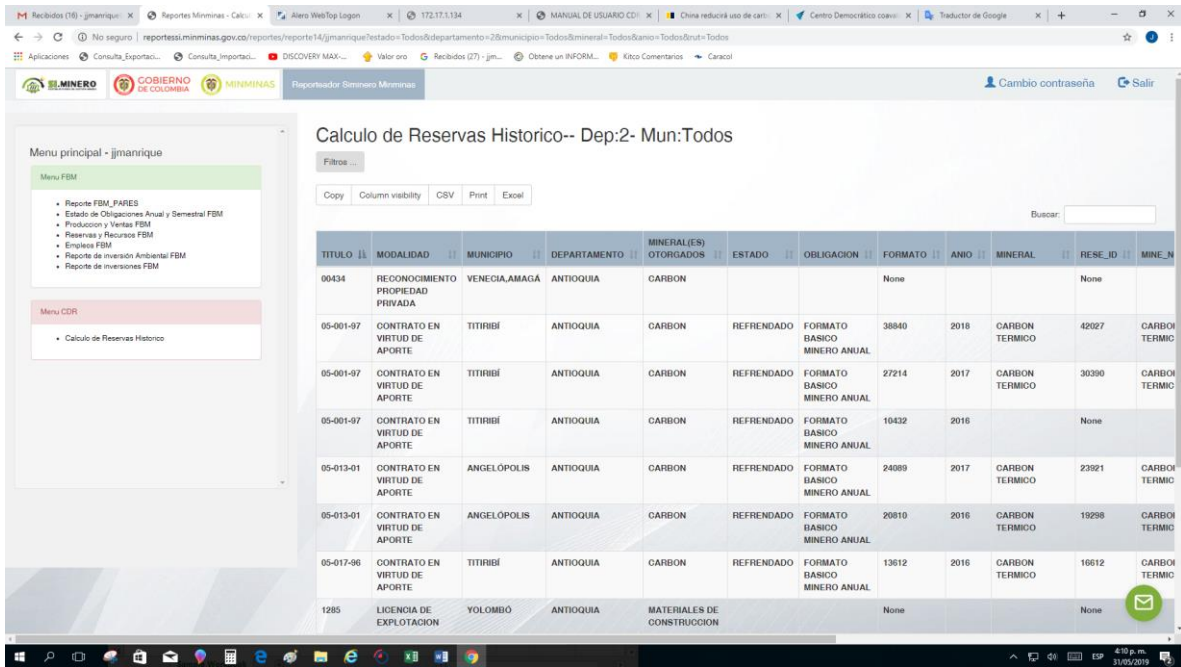 Recibidos (16) - jjmanrique
Reportes Minminas - Calcu
Alero WebTop Logon
172.17.1.134
MANUAL DE USUARIO CD
China reducirá uso de carb
Centro Democrático coaval
Traductor de Google
No seguro | reportessi.minminas.gov.co/reportes/reporte14/jjmanrique?estado=Todos&departamento=2&municipio=Todos&mineral=Todos&anio=Todos&rut=Todos
Aplicaciones Consulta_Exportaci... Consulta_Importaci... DISCOVERY MAX-... Valor oro Recibidos (27) - jjm... Obtene un INFORM... Kitco Comentarios Caracol
SI.MINERO
GOBIERNO
DE COLOMBIA
MINMINAS
Reporteador Siminero Minminas
Cambio contraseña
Salir
Menu principal - jjmanrique
Menu FBM
Reporte FBM_PARES
Estado de Obligaciones Anual y Semestral FBM
Produccion y Ventas FBM
Reservas y Recursos FBM
Empleos FBM
Reporte de inversión Ambiental FBM
Reporte de inversiones FBM
Menu CDR
Calculo de Reservas Historico
Calculo de Reservas Historico-- Dep:2- Mun:Todos
Filtros ...
Copy Column visibility CSV Print Excel
Buscar:
TITULO MODALIDAD MUNICIPIO DEPARTAMENTO MINERAL(ES) OTORGADOS ESTADO OBLIGACION FORMATO ANIO MINERAL RESE_ID MINE_N
00434 RECONOCIMIENTO PROPIEDAD PRIVADA VENECIA,AMAGÁ ANTIOQUIA CARBON None None
05-001-97 CONTRATO EN VIRTUD DE APORTE TITIRIBÍ ANTIOQUIA CARBON REFRENDADO FORMATO BASICO MINERO ANUAL 38840 2018 CARBON TERMICO 42027 CARBO TERMIC
05-001-97 CONTRATO EN VIRTUD DE APORTE TITIRIBÍ ANTIOQUIA CARBON REFRENDADO FORMATO BASICO MINERO ANUAL 27214 2017 CARBON TERMICO 30390 CARBO TERMIC
05-001-97 CONTRATO EN VIRTUD DE APORTE TITIRIBÍ ANTIOQUIA CARBON REFRENDADO FORMATO BASICO MINERO ANUAL 10432 2016 None
05-013-01 CONTRATO EN VIRTUD DE APORTE ANGELÓPOLIS ANTIOQUIA CARBON REFRENDADO FORMATO BASICO MINERO ANUAL 24089 2017 CARBON TERMICO 23921 CARBO TERMIC
05-013-01 CONTRATO EN VIRTUD DE APORTE ANGELÓPOLIS ANTIOQUIA CARBON REFRENDADO FORMATO BASICO MINERO ANUAL 20810 2016 CARBON TERMICO 19298 CARBO TERMIC
05-017-96 CONTRATO EN VIRTUD DE APORTE TITIRIBÍ ANTIOQUIA CARBON REFRENDADO FORMATO BASICO MINERO ANUAL 13612 2016 CARBON TERMICO 16612 CARBO TERMIC
1285 LICENCIA DE EXPLOTACION YOLOMBÓ ANTIOQUIA MATERIALES DE CONSTRUCCION None None
ESP
4:10 p. m.
31/05/2019